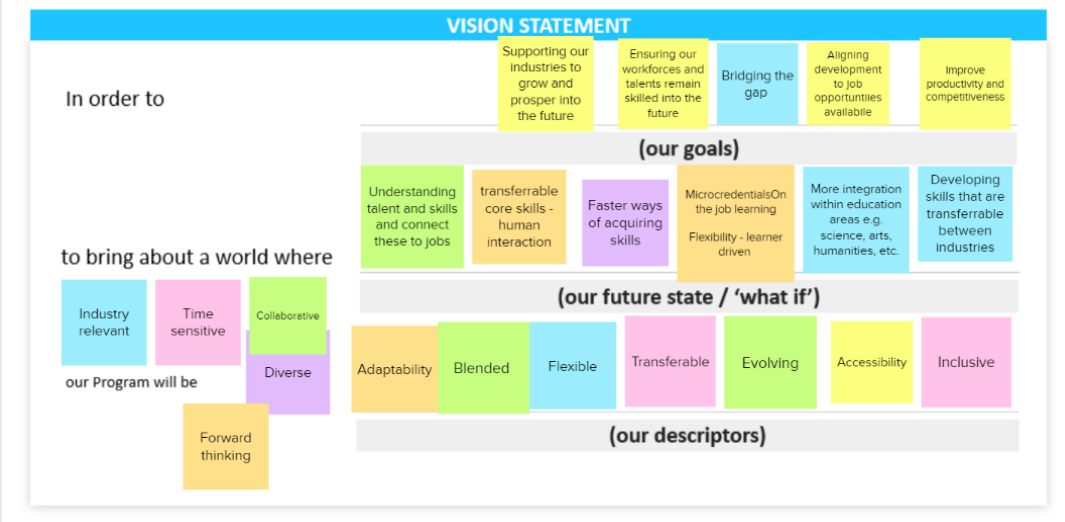 VISION STATEMENT
In order to
Supporting our
industries to
grow and
prosper into
the future
Ensuring our
workforces and
talents remain
skilled into the
future
Bridging the
gap
Aligning
development
to job
opportuntiies
availabile
Improve
productivity and
competitiveness
(our goals)
to bring about a world where
Understanding
talent and skills
and connect
these to jobs
transferrable
core skills -
human
interaction
Faster ways
of acquiring
skills
MicrocredentialsOn
the job learning
Flexibility - learner
driven
More integration
within education
areas e.g.
science, arts,
humanities, etc.
Developing
skills that are
transferrable
between
industries
(our future state / ‘what if’)
Industry
relevant
Time
sensitive
Collaborative
Diverse
our Program will be
Forward
thinking
Adaptability
Blended
Flexible
Transferable
Evolving
Accessibility
Inclusive
(our descriptors)